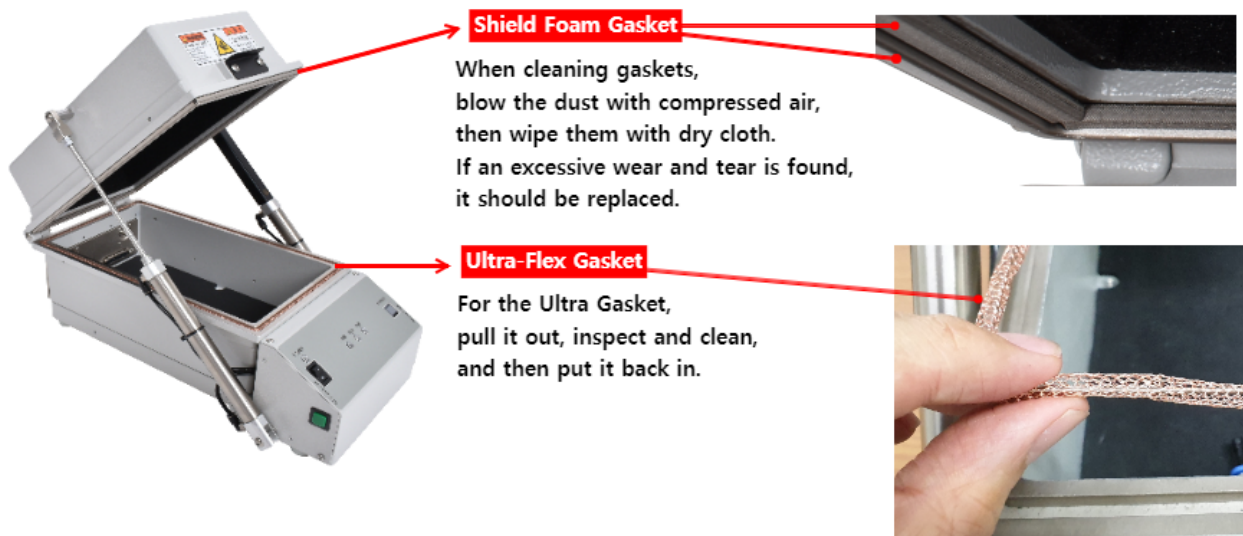 Shield Foam Gasket
When cleaning gaskets,
blow the dust with compressed air,
then wipe them with dry cloth.
If an excessive wear and tear is found,
it should be replaced.
Ultra-Flex Gasket
For the Ultra Gasket,
pull it out, inspect and clean,
and then put it back in.